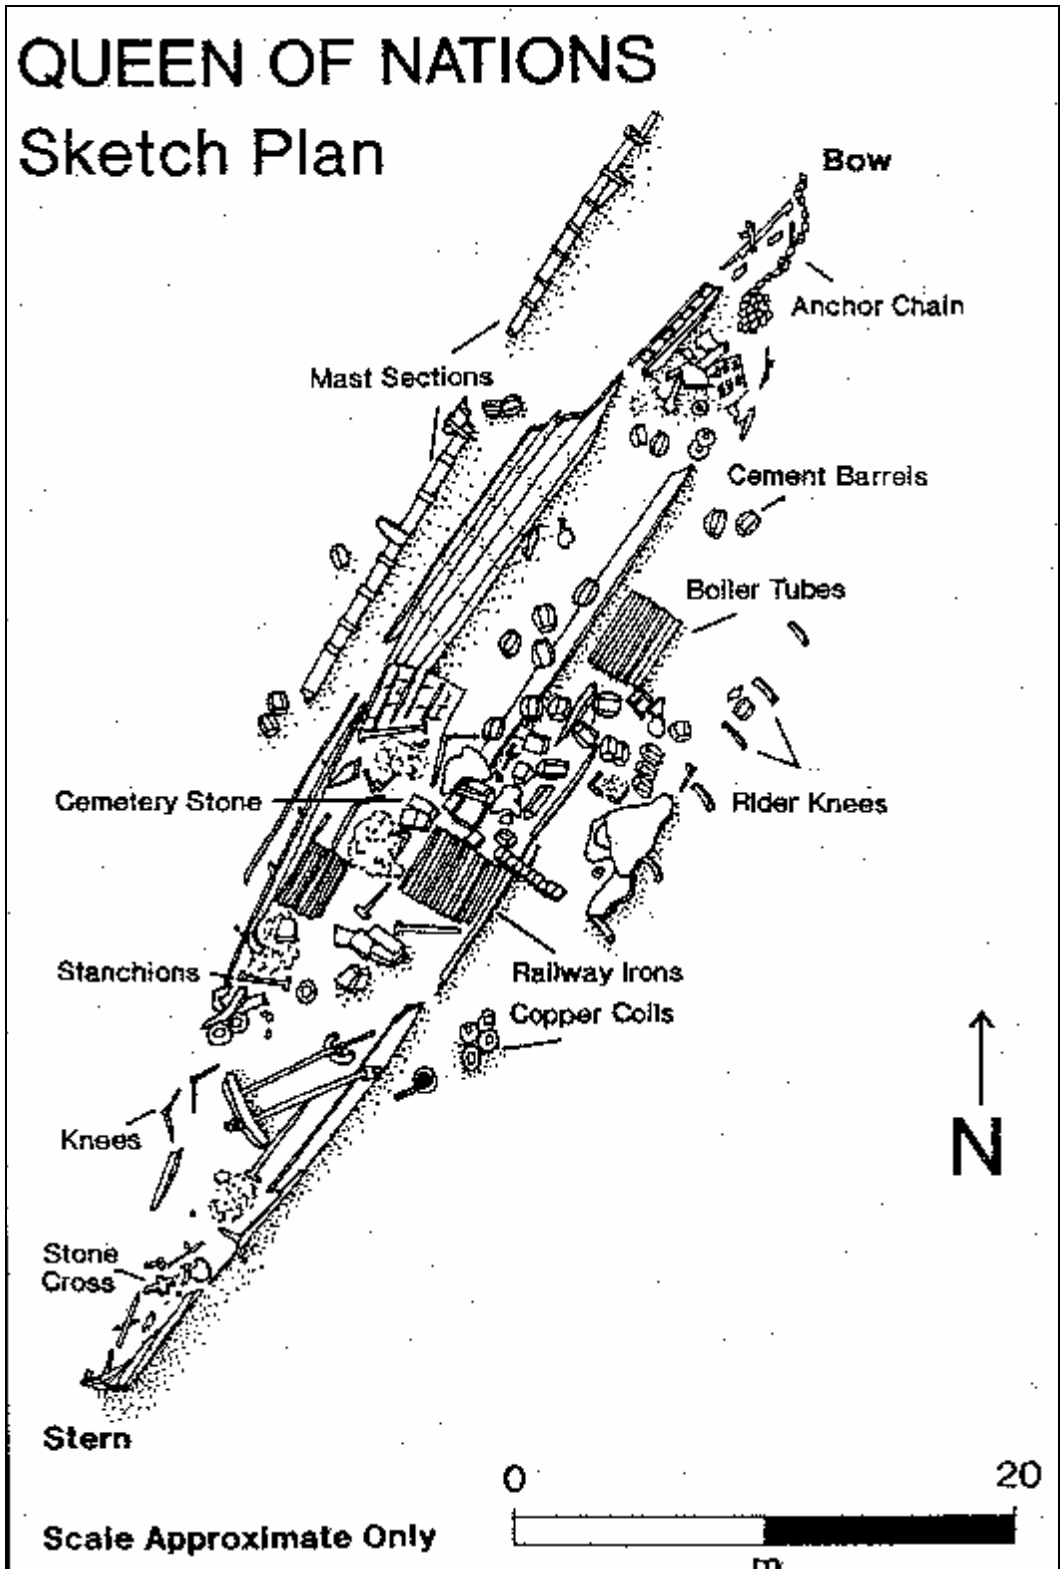 QUEEN OF NATIONS
Sketch Plan
Bow
Anchor Chain
Mast Sections
Cement Barrels
Boiler Tubes
Cemetery Stone
Rider Knees
Stanchions
Railway Irons
Copper Coils
Knees
N
Stone
Cross
Stern
0 20
Scale Approximate Only
m